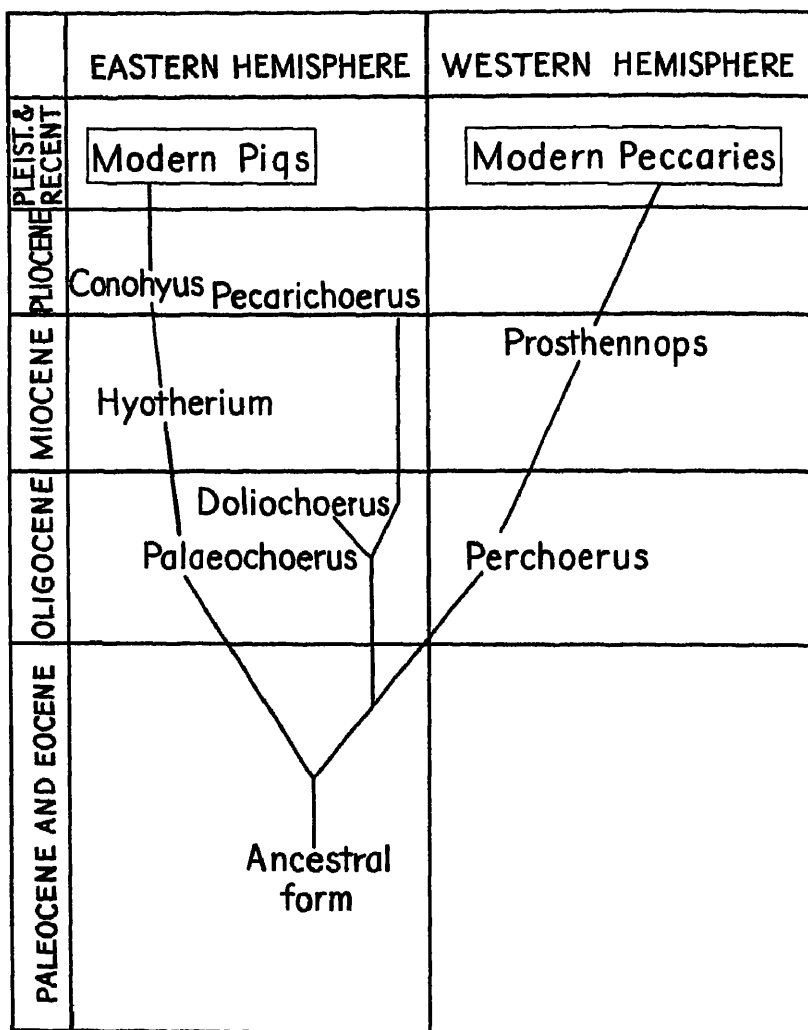 EASTERN HEMISPHERE
WESTERN HEMISPHERE
PLEIST. &
RECENT
Modern Pigs
Modern Peccaries
PLIOCENE
Conohyus
Pecarichoerus
MIOCENE
Prosthennops
Hyotherium
OLIGOCENE
Doliochoerus
Palaeochoerus
Perchoerus
PALEOCENE AND EOCENE
Ancestral
form